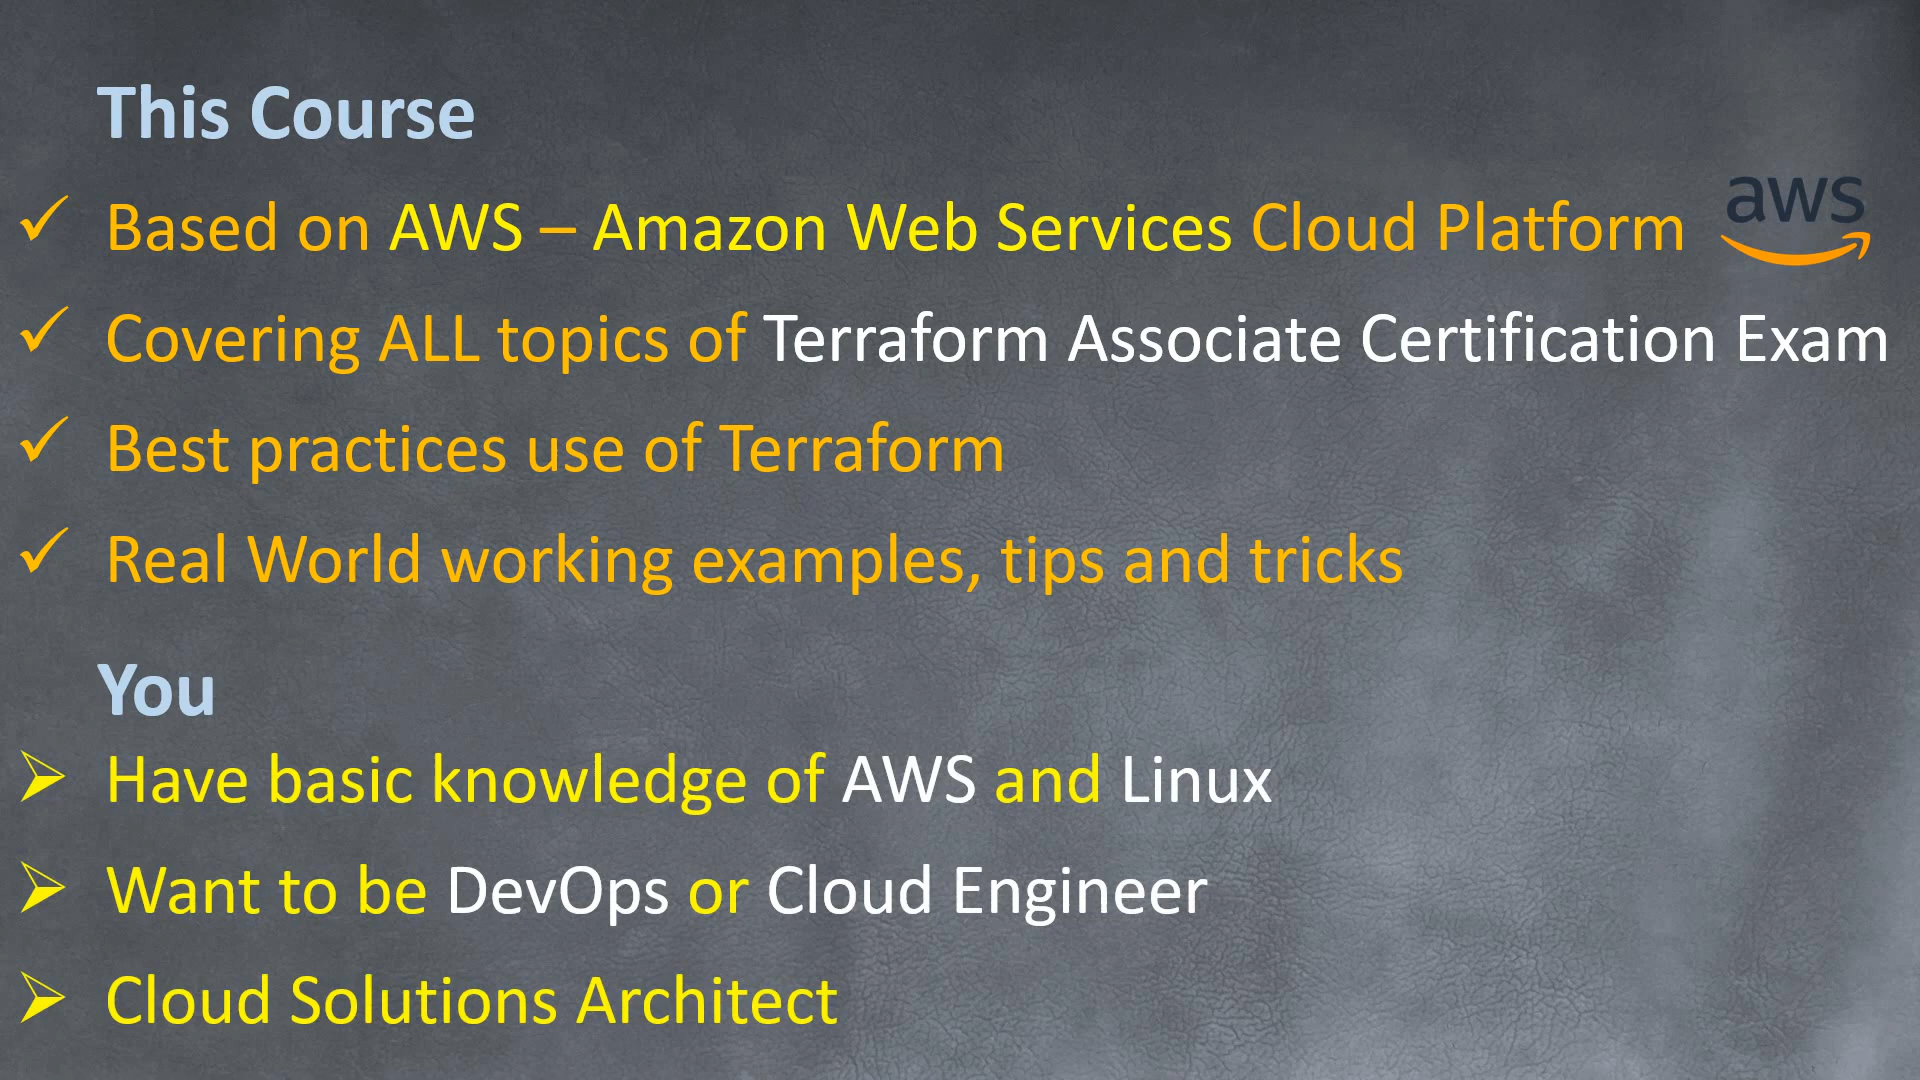 This Course
Based on AWS – Amazon Web Services Cloud Platform
aws
Covering ALL topics of Terraform Associate Certification Exam
Best practices use of Terraform
Real World working examples, tips and tricks
You
Have basic knowledge of AWS and Linux
Want to be DevOps or Cloud Engineer
Cloud Solutions Architect